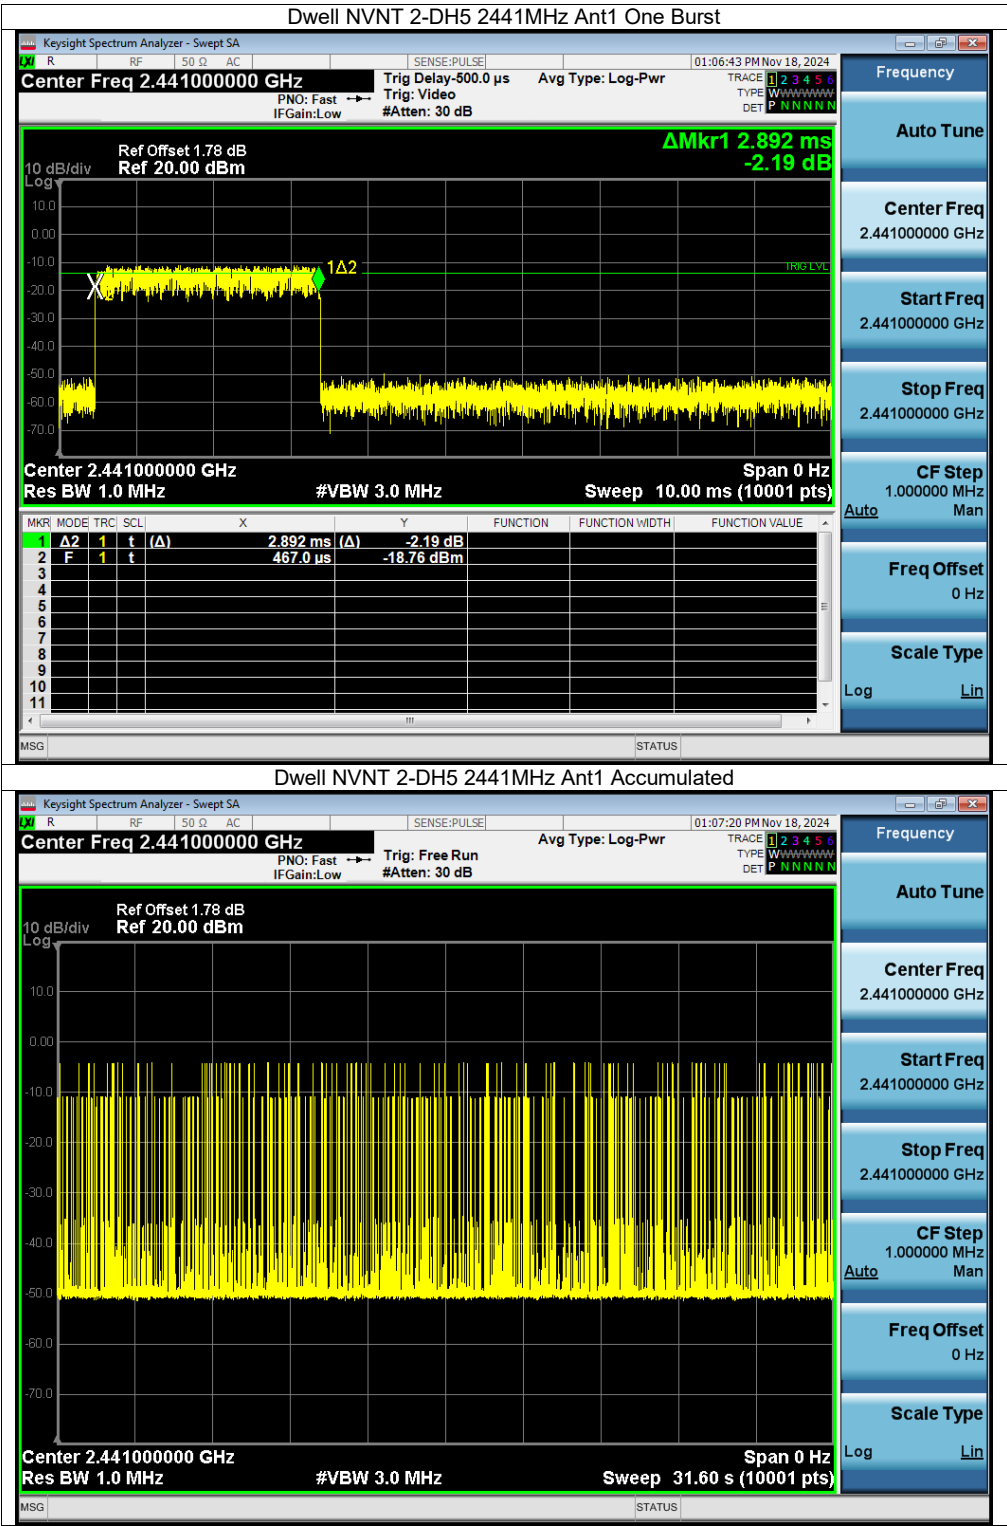 Dwell NVNT 2-DH5 2441MHz Ant1 One Burst
Keysight Spectrum Analyzer - Swept SA
LXI R RF 50 Ω AC SENSE:PULSE 01:06:43 PM Nov 18, 2024
Center Freq 2.441000000 GHz
PNO: Fast
IFGain:Low
Trig Delay-500.0 µs
Trig: Video
#Atten: 30 dB
Avg Type: Log-Pwr
TRACE 1 2 3 4 5 6
TYPE WWWWWWW
DET P N N N N N
Frequency
ΔMkr1 2.892 ms
-2.19 dB
Ref Offset 1.78 dB
10 dB/div Ref 20.00 dBm
Log
10.0
0.00
-10.0
-20.0
-30.0
-40.0
-50.0
-60.0
-70.0
1Δ2
TRIG LVL
Center 2.441000000 GHz Span 0 Hz
Res BW 1.0 MHz #VBW 3.0 MHz Sweep 10.00 ms (10001 pts)
MKR MODE TRC SCL X Y FUNCTION FUNCTION WIDTH FUNCTION VALUE
1 Δ2 1 t (Δ) 2.892 ms (Δ) -2.19 dB
2 F 1 t 467.0 µs -18.76 dBm
3
4
5
6
7
8
9
10
11
MSG STATUS
Auto Tune
Center Freq
2.441000000 GHz
Start Freq
2.441000000 GHz
Stop Freq
2.441000000 GHz
CF Step
1.000000 MHz
Auto Man
Freq Offset
0 Hz
Scale Type
Log Lin
Dwell NVNT 2-DH5 2441MHz Ant1 Accumulated
Keysight Spectrum Analyzer - Swept SA
LXI R RF 50 Ω AC SENSE:PULSE 01:07:20 PM Nov 18, 2024
Center Freq 2.441000000 GHz
PNO: Fast
IFGain:Low
Trig: Free Run
#Atten: 30 dB
Avg Type: Log-Pwr
TRACE 1 2 3 4 5 6
TYPE WWWWWWW
DET P N N N N N
Frequency
Ref Offset 1.78 dB
10 dB/div Ref 20.00 dBm
Log
10.0
0.00
-10.0
-20.0
-30.0
-40.0
-50.0
-60.0
-70.0
Center 2.441000000 GHz Span 0 Hz
Res BW 1.0 MHz #VBW 3.0 MHz Sweep 31.60 s (10001 pts)
MSG STATUS
Auto Tune
Center Freq
2.441000000 GHz
Start Freq
2.441000000 GHz
Stop Freq
2.441000000 GHz
CF Step
1.000000 MHz
Auto Man
Freq Offset
0 Hz
Scale Type
Log Lin